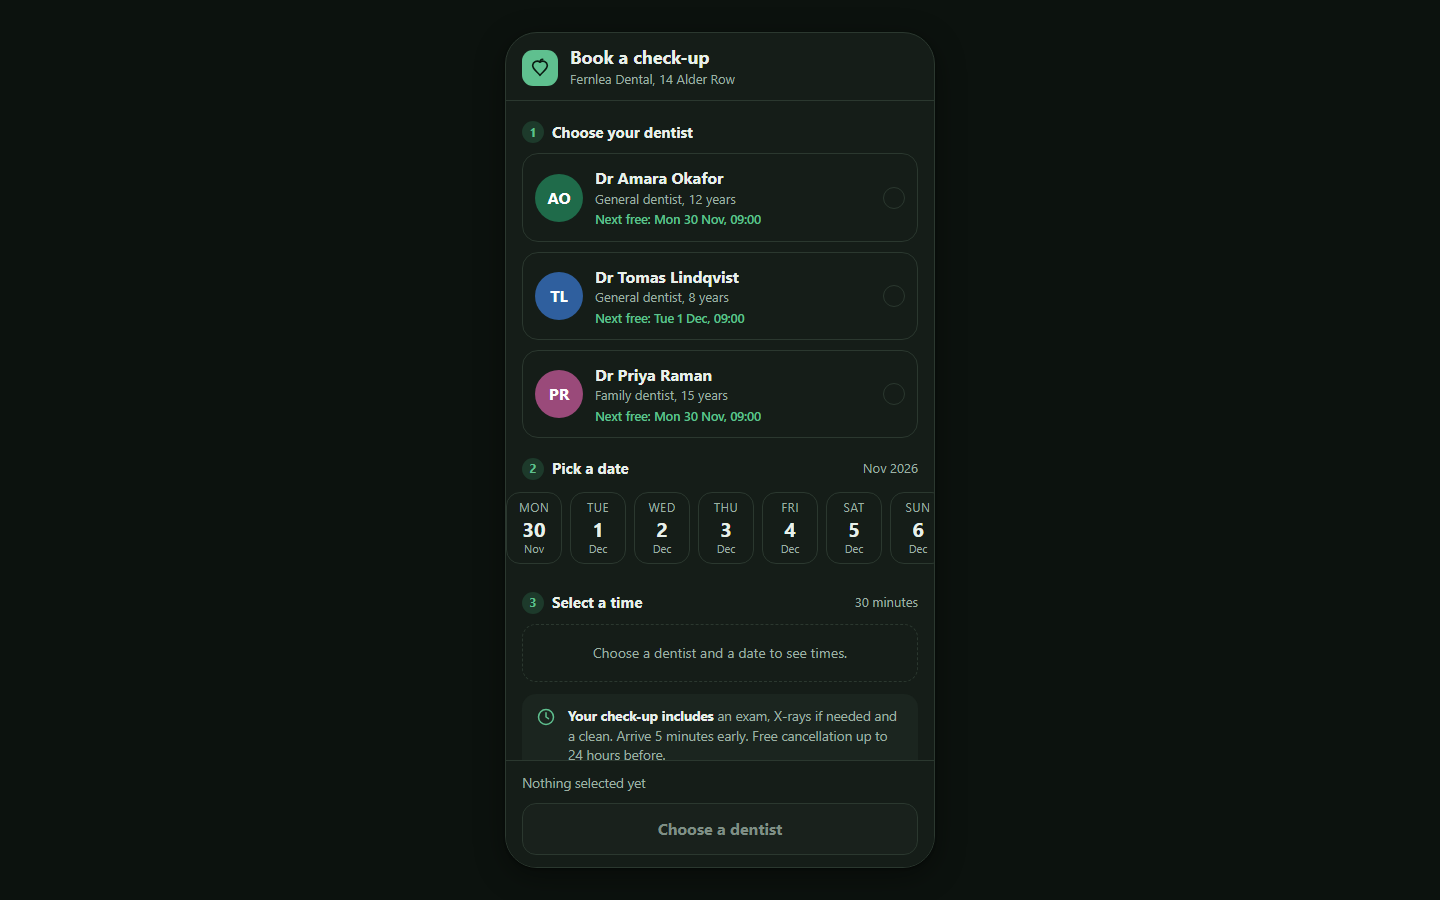 Book a check-up
Fernlea Dental, 14 Alder Row
1 Choose your dentist
AO
Dr Amara Okafor
General dentist, 12 years
Next free: Mon 30 Nov, 09:00
TL
Dr Tomas Lindqvist
General dentist, 8 years
Next free: Tue 1 Dec, 09:00
PR
Dr Priya Raman
Family dentist, 15 years
Next free: Mon 30 Nov, 09:00
2 Pick a date Nov 2026
MON TUE WED THU FRI SAT SUN
30 1 2 3 4 5 6
Nov Dec Dec Dec Dec Dec Dec
3 Select a time 30 minutes
Choose a dentist and a date to see times.
Your check-up includes an exam, X-rays if needed and
a clean. Arrive 5 minutes early. Free cancellation up to
24 hours before.
Nothing selected yet
Choose a dentist